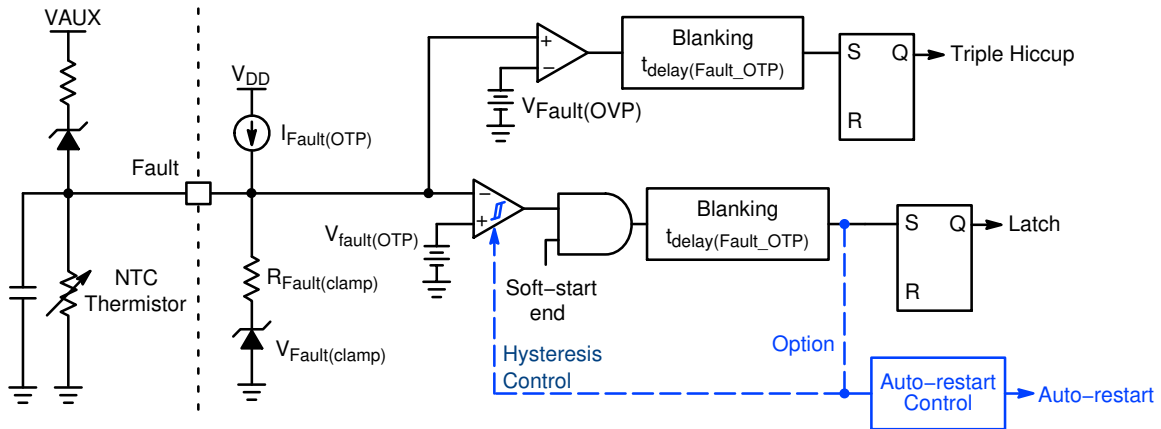 VAUX
Blanking
tdelay(Fault_OTP)
S Q
R
Triple Hiccup
VDD
VFault(OVP)
IFault(OTP)
Fault
NTC
Thermistor
Vfault(OTP)
RFault(clamp)
VFault(clamp)
Soft−start
end
Blanking
tdelay(Fault_OTP)
S Q
R
Latch
Hysteresis
Control
Option
Auto−restart
Control
Auto−restart